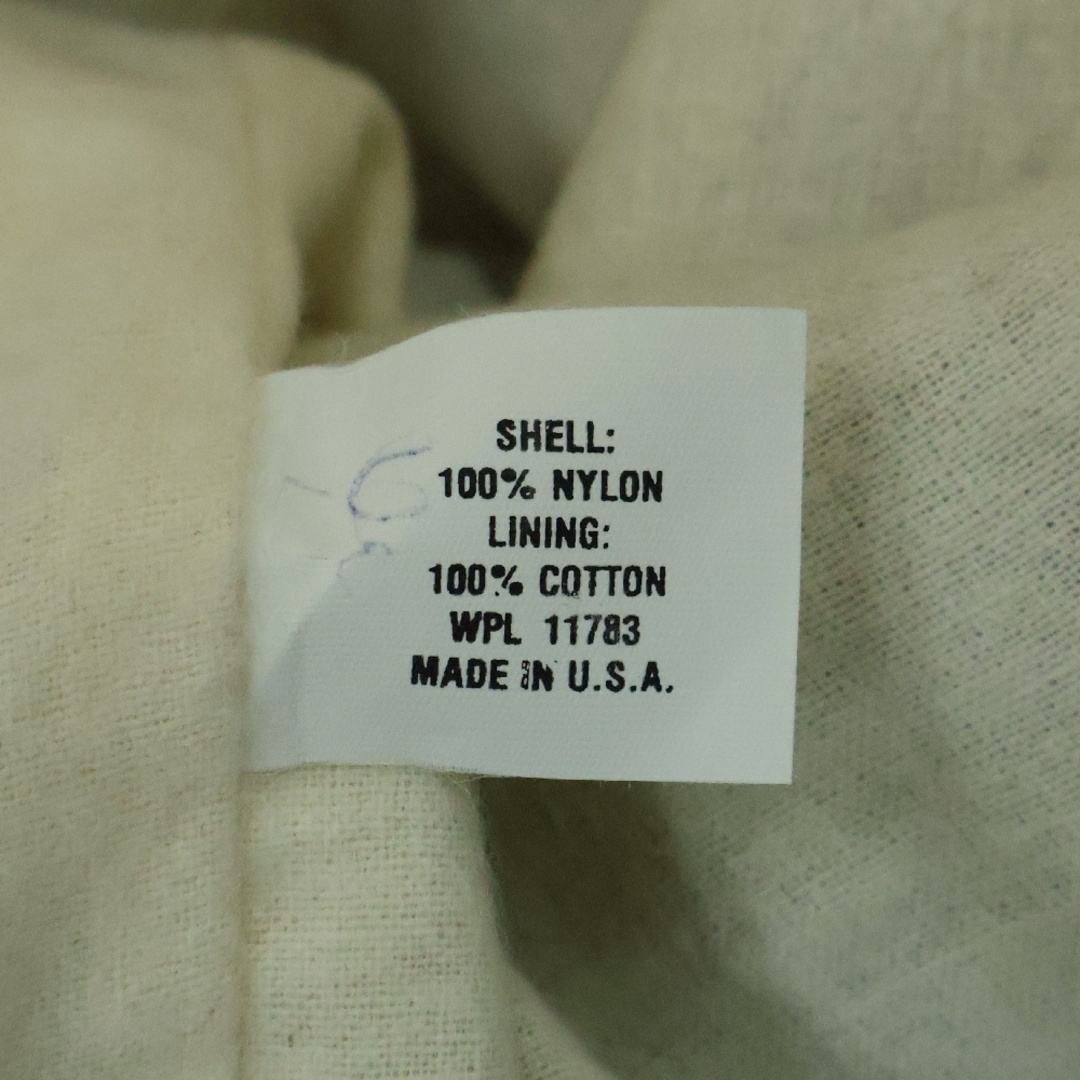 SHELL:
100% NYLON
LINING:
100% COTTON
WPL 11783
MADE IN U.S.A.